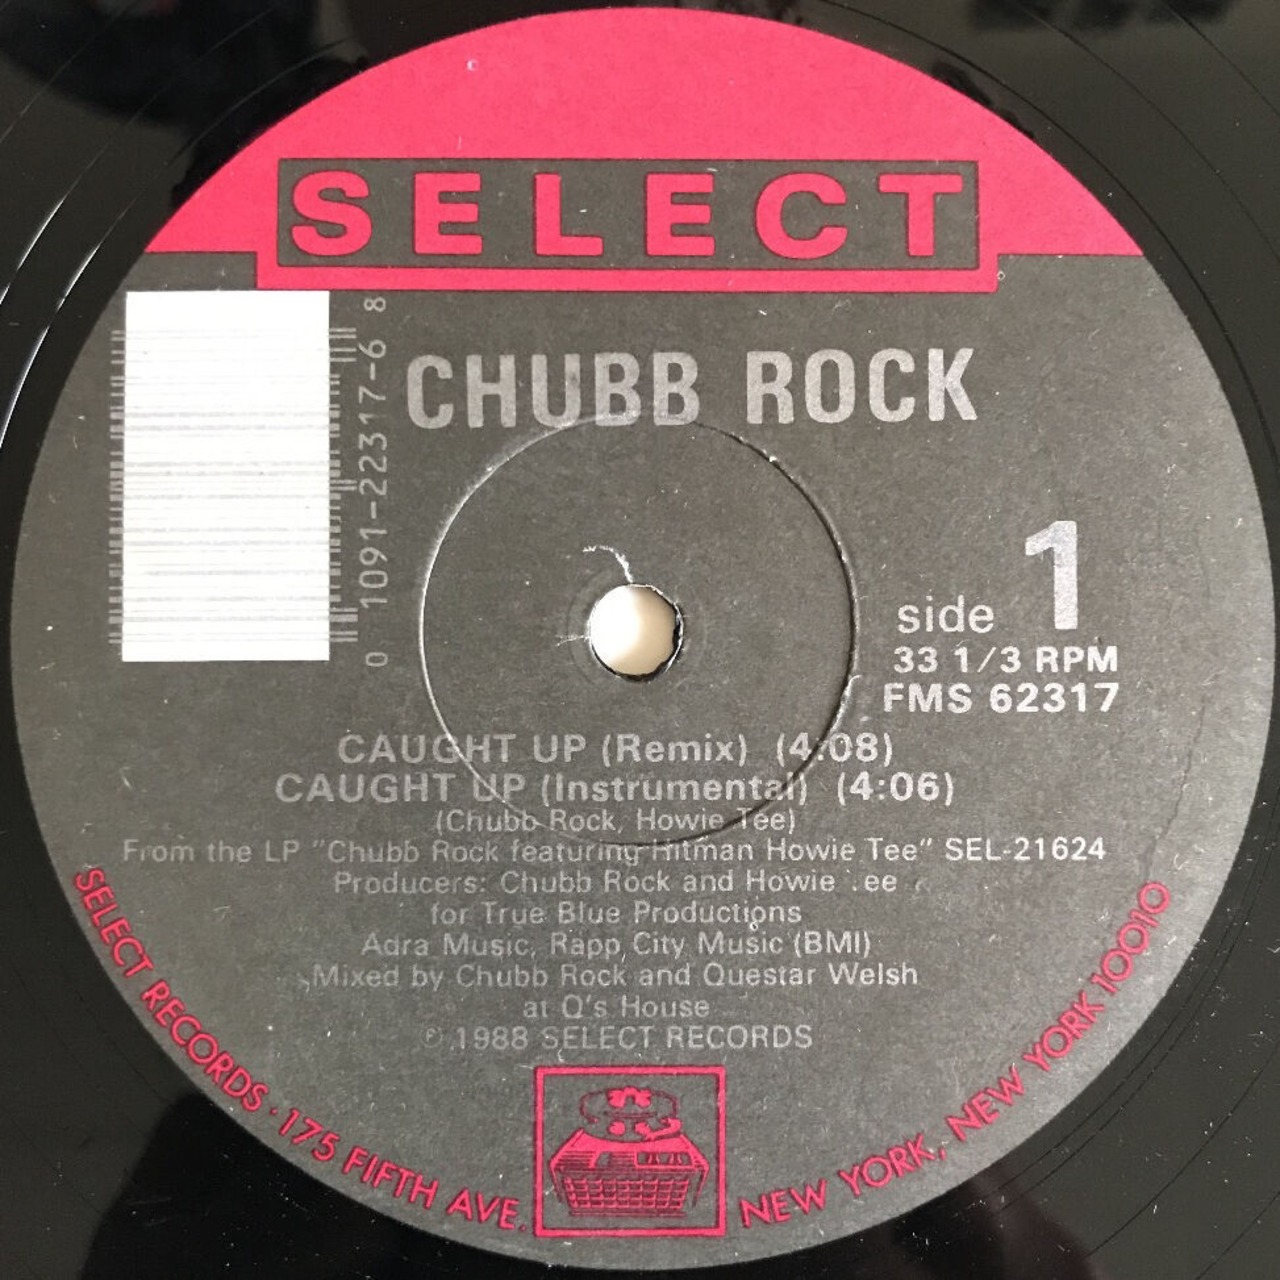 SELECT
CHUBB ROCK
0 1091-22317-6 8
side 1
33 1/3 RPM
FMS 62317
CAUGHT UP (Remix) (4:08)
CAUGHT UP (Instrumental) (4:06)
(Chubb Rock, Howie Tee)
From the LP "Chubb Rock featuring Hitman Howie Tee" SEL-21624
Producers: Chubb Rock and Howie Tee
for True Blue Productions
Adra Music, Rapp City Music (BMI)
Mixed by Chubb Rock and Questar Welsh
at Q's House
© 1988 SELECT RECORDS
SELECT RECORDS · 175 FIFTH AVE. NEW YORK, NEW YORK 10010